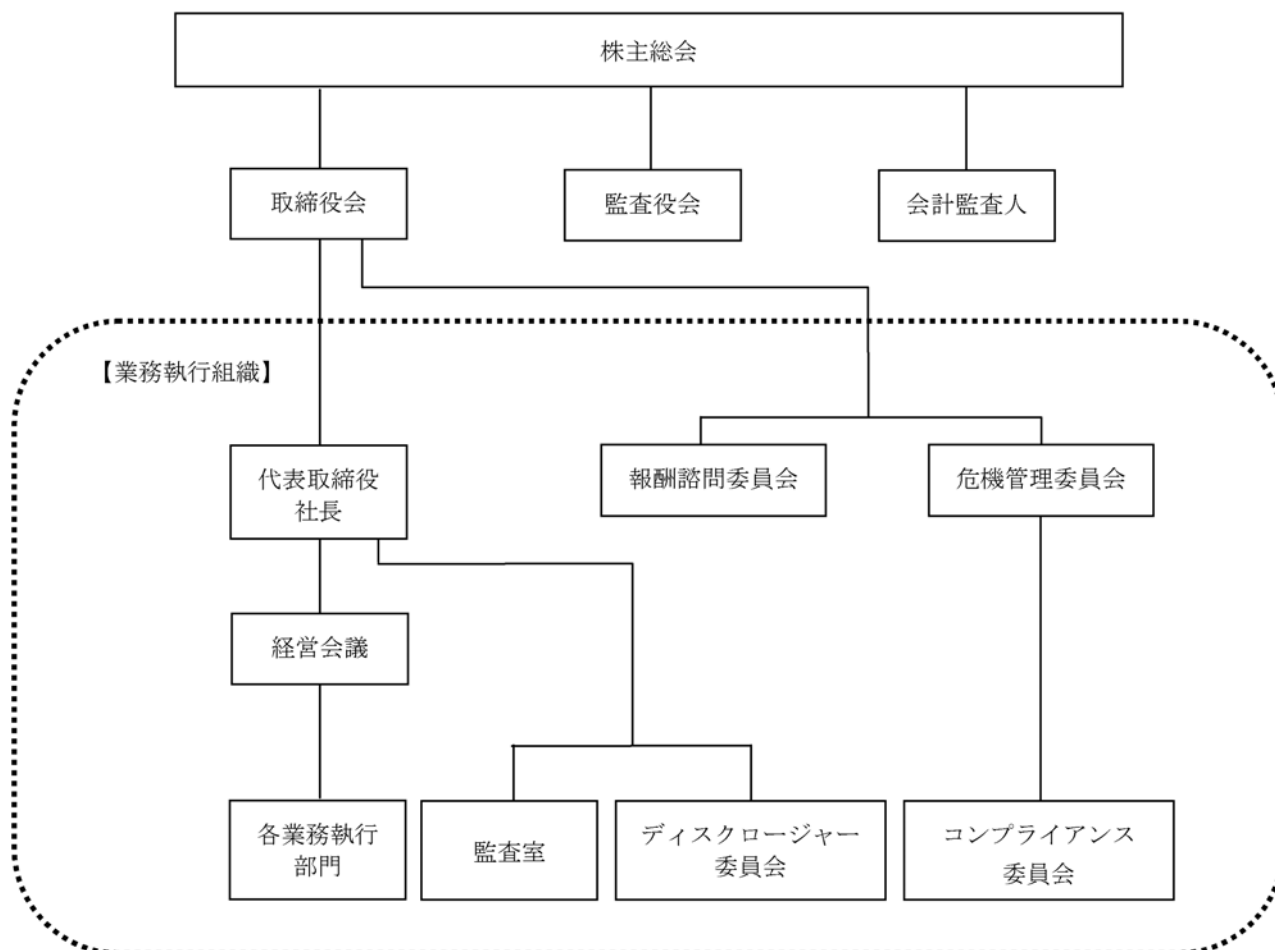 株主総会
取締役会
監査役会
会計監査人
【業務執行組織】
代表取締役
社長
報酬諮問委員会
危機管理委員会
経営会議
各業務執行
部門
監査室
ディスクロージャー
委員会
コンプライアンス
委員会